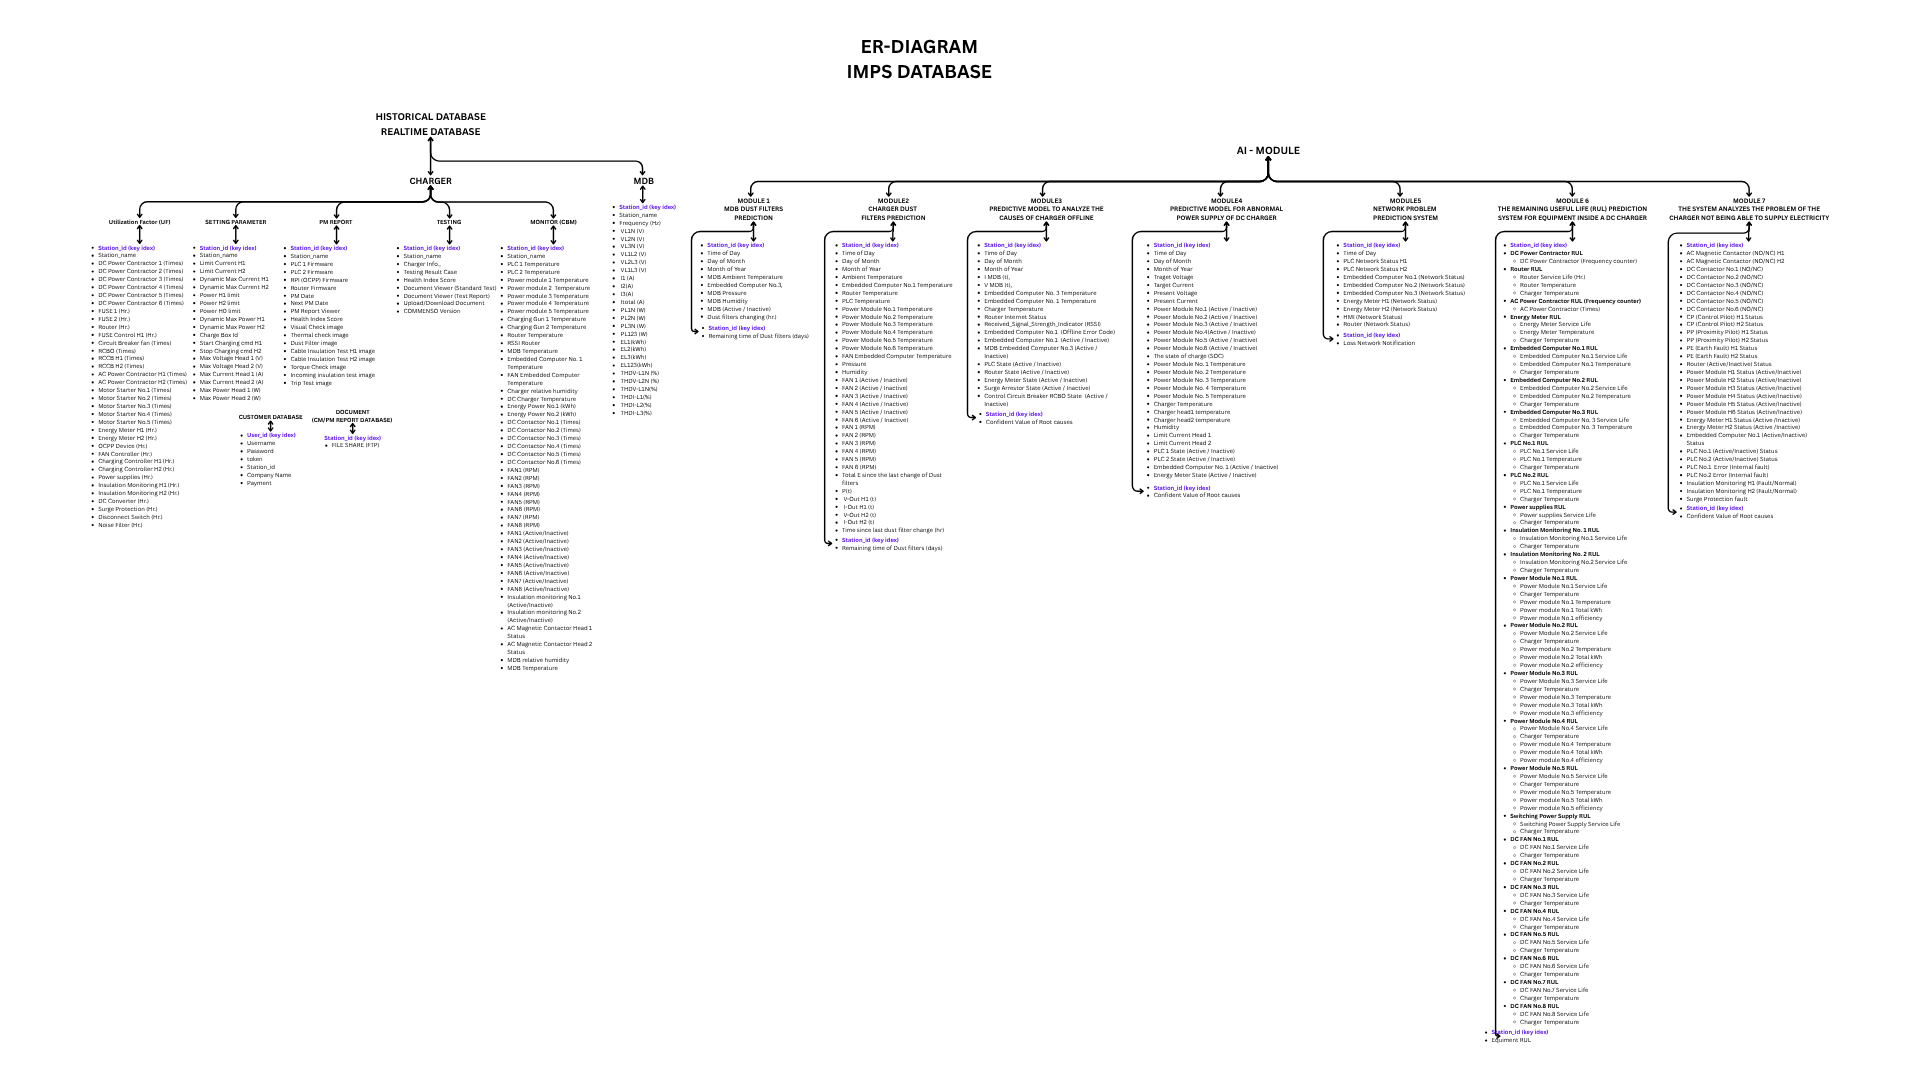 ER-DIAGRAM
IMPS DATABASE
HISTORICAL DATABASE
REALTIME DATABASE
CHARGER
MDB
Utilization Factor (UF)
Station_id (key idex)
Station_name
DC Power Contractor 1 (Times)
DC Power Contractor 2 (Times)
DC Power Contractor 3 (Times)
DC Power Contractor 4 (Times)
DC Power Contractor 5 (Times)
DC Power Contractor 6 (Times)
FUSE 1 (Hr.)
FUSE 2 (Hr.)
Router (Hr.)
FUSE Control H1 (Hr.)
Circuit Breaker fan (Times)
RCBO (Times)
RCCB H1 (Times)
RCCB H2 (Times)
AC Power Contractor H1 (Times)
AC Power Contractor H2 (Times)
Motor Starter No.1 (Times)
Motor Starter No.2 (Times)
Motor Starter No.3 (Times)
Motor Starter No.4 (Times)
Motor Starter No.5 (Times)
Energy Meter H1 (Hr.)
Energy Meter H2 (Hr.)
OCPP Device (Hr.)
FAN Controller (Hr.)
Charging Controller H1 (Hr.)
Charging Controller H2 (Hr.)
Power supplies (Hr.)
Insulation Monitoring H1 (Hr.)
Insulation Monitoring H2 (Hr.)
DC Converter (Hr.)
Surge Protection (Hr.)
Disconnect Switch (Hr.)
Noise Filter (Hr.)
SETTING PARAMETER
Station_id (key idex)
Station_name
Limit Current H1
Limit Current H2
Dynamic Max Current H1
Dynamic Max Current H2
Power H1 limit
Power H2 limit
Power HD limit
Dynamic Max Power H1
Dynamic Max Power H2
Charge Box Id
Start Charging cmd H1
Stop Charging cmd H2
Max Voltage Head 1 (V)
Max Voltage Head 2 (V)
Max Current Head 1 (A)
Max Current Head 2 (A)
Max Power Head 1 (W)
Max Power Head 2 (W)
PM REPORT
Station_id (key idex)
Station_name
PLC 1 Firmware
PLC 2 Firmware
RPI (OCPP) Firmware
Router Firmware
PM Date
Next PM Date
PM Report Viewer
Health Index Score
Visual Check image
Thermal check image
Dust Filter image
Cable Insulation Test H1 image
Cable Insulation Test H2 image
Torque Check image
Incoming insulation test image
Trip Test image
TESTING
Station_id (key idex)
Station_name
Charger Info.,
Testing Result Case
Health Index Score
Document Viewer (Standard Test)
Document Viewer (Test Report)
Upload/Download Document
COMMENSO Version
MONITOR (CBM)
Station_id (key idex)
Station_name
PLC 1 Temperature
PLC 2 Temperature
Power module 1 Temperature
Power module 2 Temperature
Power module 3 Temperature
Power module 4 Temperature
Power module 5 Temperature
Charging Gun 1 Temperature
Charging Gun 2 Temperature
Router Temperature
RSSI Router
MDB Temperature
Embedded Computer No. 1
Temperature
FAN Embedded Computer
Temperature
Charger relative humidity
DC Charger Temperature
Energy Power No.1 (kWh)
Energy Power No.2 (kWh)
DC Contactor No.1 (Times)
DC Contactor No.2 (Times)
DC Contactor No.3 (Times)
DC Contactor No.4 (Times)
DC Contactor No.5 (Times)
DC Contactor No.6 (Times)
FAN1 (RPM)
FAN2 (RPM)
FAN3 (RPM)
FAN4 (RPM)
FAN5 (RPM)
FAN6 (RPM)
FAN7 (RPM)
FAN8 (RPM)
FAN1 (Active/Inactive)
FAN2 (Active/Inactive)
FAN3 (Active/Inactive)
FAN4 (Active/Inactive)
FAN5 (Active/Inactive)
FAN6 (Active/Inactive)
FAN7 (Active/Inactive)
FAN8 (Active/Inactive)
Insulation monitoring No.1
(Active/Inactive)
Insulation monitoring No.2
(Active/Inactive)
AC Magnetic Contactor Head 1
Status
AC Magnetic Contactor Head 2
Status
MDB relative humidity
MDB Temperature
CUSTOMER DATABASE
User_id (key idex)
Username
Password
token
Station_id
Company Name
Payment
DOCUMENT
(CM/PM REPORT DATABASE)
Station_id (key idex)
FILE SHARE (FTP)
Station_id (key idex)
Station_name
Frequency (Hz)
VL1N (V)
VL2N (V)
VL3N (V)
VL1L2 (V)
VL2L3 (V)
VL1L3 (V)
I1 (A)
I2(A)
I3(A)
Itotal (A)
PL1N (W)
PL2N (W)
PL3N (W)
PL123 (W)
EL1(kWh)
EL2(kWh)
EL3(kWh)
EL123(kWh)
THDV-L1N (%)
THDV-L2N (%)
THDV-L1N(%)
THDI-L1(%)
THDI-L2(%)
THDI-L3(%)
AI - MODULE
MODULE 1
MDB DUST FILTERS
PREDICTION
Station_id (key idex)
Time of Day
Day of Month
Month of Year
MDB Ambient Temperature
Embedded Computer No.3,
MDB Pressure
MDB Humidity
MDB (Active / Inactive)
Dust filters changing (hr.)
Station_id (key idex)
Remaining time of Dust filters (days)
MODULE2
CHARGER DUST
FILTERS PREDICTION
Station_id (key idex)
Time of Day
Day of Month
Month of Year
Ambient Temperature
Embedded Computer No.1 Temperature
Router Temperature
PLC Temperature
Power Module No.1 Temperature
Power Module No.2 Temperature
Power Module No.3 Temperature
Power Module No.4 Temperature
Power Module No.5 Temperature
Power Module No.6 Temperature
FAN Embedded Computer Temperature
Pressure
Humidity
FAN 1 (Active / Inactive)
FAN 2 (Active / Inactive)
FAN 3 (Active / Inactive)
FAN 4 (Active / Inactive)
FAN 5 (Active / Inactive)
FAN 6 (Active / Inactive)
FAN 1 (RPM)
FAN 2 (RPM)
FAN 3 (RPM)
FAN 4 (RPM)
FAN 5 (RPM)
FAN 6 (RPM)
Total E since the last change of Dust
filters
P(t)
V-Out H1 (t)
I-Out H1 (t)
V-Out H2 (t)
I-Out H2 (t)
Time since last dust filter change (hr)
Station_id (key idex)
Remaining time of Dust filters (days)
MODULE3
PREDICTIVE MODEL TO ANALYZE THE
CAUSES OF CHARGER OFFLINE
Station_id (key idex)
Time of Day
Day of Month
Month of Year
I MDB (t),
V MDB (t),
Embedded Computer No. 3 Temperature
Embedded Computer No. 1 Temperature
Charger Temperature
Router Internet Status
Received_Signal_Strength_Indicator (RSSI)
Embedded Computer No.1 (Offline Error Code)
Embedded Computer No.1 (Active / Inactive)
MDB Embedded Computer No.3 (Active /
Inactive)
PLC State (Active / Inactive)
Router State (Active / Inactive)
Energy Meter State (Active / Inactive)
Surge Arrestor State (Active / Inactive)
Control Circuit Breaker RCBO State (Active /
Inactive)
Station_id (key idex)
Confident Value of Root causes
MODULE4
PREDICTIVE MODEL FOR ABNORMAL
POWER SUPPLY OF DC CHARGER
Station_id (key idex)
Time of Day
Day of Month
Month of Year
Traget Voltage
Target Current
Present Voltage
Present Current
Power Module No.1 (Active / Inactive)
Power Module No.2 (Active / Inactive)
Power Module No.3 (Active / Inactive)
Power Module No.4(Active / Inactive)
Power Module No.5 (Active / Inactive)
Power Module No.6 (Active / Inactive)
The state of charge (SOC)
Power Module No. 1 Temperature
Power Module No. 2 Temperature
Power Module No. 3 Temperature
Power Module No. 4 Temperature
Power Module No. 5 Temperature
Charger Temperature
Charger head1 temperature
Charger head2 temperature
Humidity
Limit Current Head 1
Limit Current Head 2
PLC 1 State (Active / Inactive)
PLC 2 State (Active / Inactive)
Embedded Computer No. 1 (Active / Inactive)
Energy Meter State (Active / Inactive)
Station_id (key idex)
Confident Value of Root causes
MODULE5
NETWORK PROBLEM
PREDICTION SYSTEM
Station_id (key idex)
Time of Day
PLC Network Status H1
PLC Network Status H2
Embedded Computer No.1 (Network Status)
Embedded Computer No.2 (Network Status)
Embedded Computer No.3 (Network Status)
Energy Meter H1 (Network Status)
Energy Meter H2 (Network Status)
HMI (Network Status)
Router (Network Status)
Station_id (key idex)
Loss Network Notification
MODULE 6
THE REMAINING USEFUL LIFE (RUL) PREDICTION
SYSTEM FOR EQUIPMENT INSIDE A DC CHARGER
Station_id (key idex)
DC Power Contractor RUL
DC Power Contractor (Frequency counter)
Router RUL
Router Service Life (Hr.)
Charger Temperature
AC Power Contractor RUL (Frequency counter)
AC Power Contractor (Times)
Energy Meter RUL
Energy Meter Service Life
Energy Meter Temperature
Charger Temperature
Embedded Computer No.1 RUL
Embedded Computer No.1 Service Life
Embedded Computer No.1 Temperature
Charger Temperature
Embedded Computer No.2 RUL
Embedded Computer No.2 Service Life
Embedded Computer No.2 Temperature
Charger Temperature
Embedded Computer No.3 RUL
Embedded Computer No. 3 Service Life
Embedded Computer No. 3 Temperature
Charger Temperature
PLC No.1 RUL
PLC No.1 Service Life
PLC No.1 Temperature
Charger Temperature
PLC No.2 RUL
PLC No.1 Service Life
PLC No.1 Temperature
Charger Temperature
Power supplies RUL
Power supplies Service Life
Charger Temperature
Insulation Monitoring No. 1 RUL
Insulation Monitoring No.1 Service Life
Charger Temperature
Insulation Monitoring No. 2 RUL
Insulation Monitoring No.2 Service Life
Charger Temperature
Power Module No.1 RUL
Power Module No.1 Service Life
Charger Temperature
Power module No.1 Temperature
Power module No.1 Total kWh
Power module No.1 efficiency
Power Module No.2 RUL
Power Module No.2 Service Life
Charger Temperature
Power module No.2 Temperature
Power module No.2 Total kWh
Power module No.2 efficiency
Power Module No.3 RUL
Power Module No.3 Service Life
Charger Temperature
Power module No.3 Temperature
Power module No.3 Total kWh
Power module No.3 efficiency
Power Module No.4 RUL
Power Module No.4 Service Life
Charger Temperature
Power module No.4 Temperature
Power module No.4 Total kWh
Power module No.4 efficiency
Power Module No.5 RUL
Power Module No.5 Service Life
Charger Temperature
Power module No.5 Temperature
Power module No.5 Total kWh
Power module No.5 efficiency
Switching Power Supply RUL
Switching Power Supply Service Life
Charger Temperature
DC FAN No.1 RUL
DC FAN No.1 Service Life
Charger Temperature
DC FAN No.2 RUL
DC FAN No.2 Service Life
Charger Temperature
DC FAN No.3 RUL
DC FAN No.3 Service Life
Charger Temperature
DC FAN No.4 RUL
DC FAN No.4 Service Life
Charger Temperature
DC FAN No.5 RUL
DC FAN No.5 Service Life
Charger Temperature
DC FAN No.6 RUL
DC FAN No.6 Service Life
Charger Temperature
DC FAN No.7 RUL
DC FAN No.7 Service Life
Charger Temperature
DC FAN No.8 RUL
DC FAN No.8 Service Life
Charger Temperature
Station_id (key idex)
Equiment RUL
MODULE 7
THE SYSTEM ANALYZES THE PROBLEM OF THE
CHARGER NOT BEING ABLE TO SUPPLY ELECTRICITY
Station_id (key idex)
AC Magnetic Contactor (NO/NC) H1
AC Magnetic Contactor (NO/NC) H2
DC Contactor No.1 (NO/NC)
DC Contactor No.2 (NO/NC)
DC Contactor No.3 (NO/NC)
DC Contactor No.4 (NO/NC)
DC Contactor No.5 (NO/NC)
DC Contactor No.6 (NO/NC)
CP (Control Pilot) H1 Status
CP (Control Pilot) H2 Status
PP (Proximity Pilot) H1 Status
PP (Proximity Pilot) H2 Status
PE (Earth Fault) H1 Status
PE (Earth Fault) H2 Status
Router (Active/Inactive) Status
Power Module H1 Status (Active/Inactive)
Power Module H2 Status (Active/Inactive)
Power Module H3 Status (Active/Inactive)
Power Module H4 Status (Active/Inactive)
Power Module H5 Status (Active/Inactive)
Power Module H6 Status (Active/Inactive)
Energy Meter H1 Status (Active /Inactive)
Energy Meter H2 Status (Active /Inactive)
Embedded Computer No.1 (Active/Inactive)
Status
PLC No.1 (Active/Inactive) Status
PLC No.2 (Active/Inactive) Status
PLC No.1 Error (Internal fault)
PLC No.2 Error (Internal fault)
Insulation Monitoring H1 (Fault/Normal)
Insulation Monitoring H2 (Fault/Normal)
Surge Protection fault
Station_id (key idex)
Confident Value of Root causes